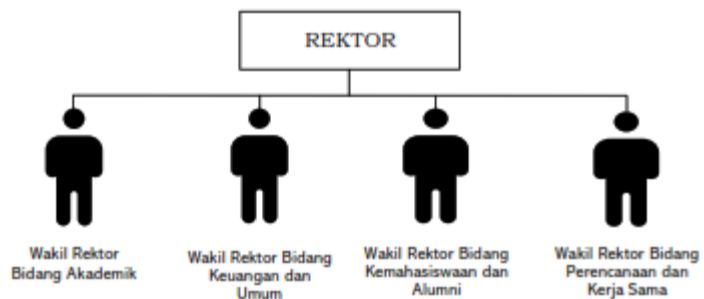 REKTOR
Wakil Rektor
Bidang Akademik
Wakil Rektor Bidang
Keuangan dan
Umum
Wakil Rektor Bidang
Kemahasiswaan dan
Alumni
Wakil Rektor Bidang
Perencanaan dan
Kerja Sama